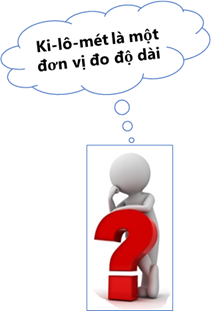 Ki-lô-mét là một
đơn vị đo độ dài